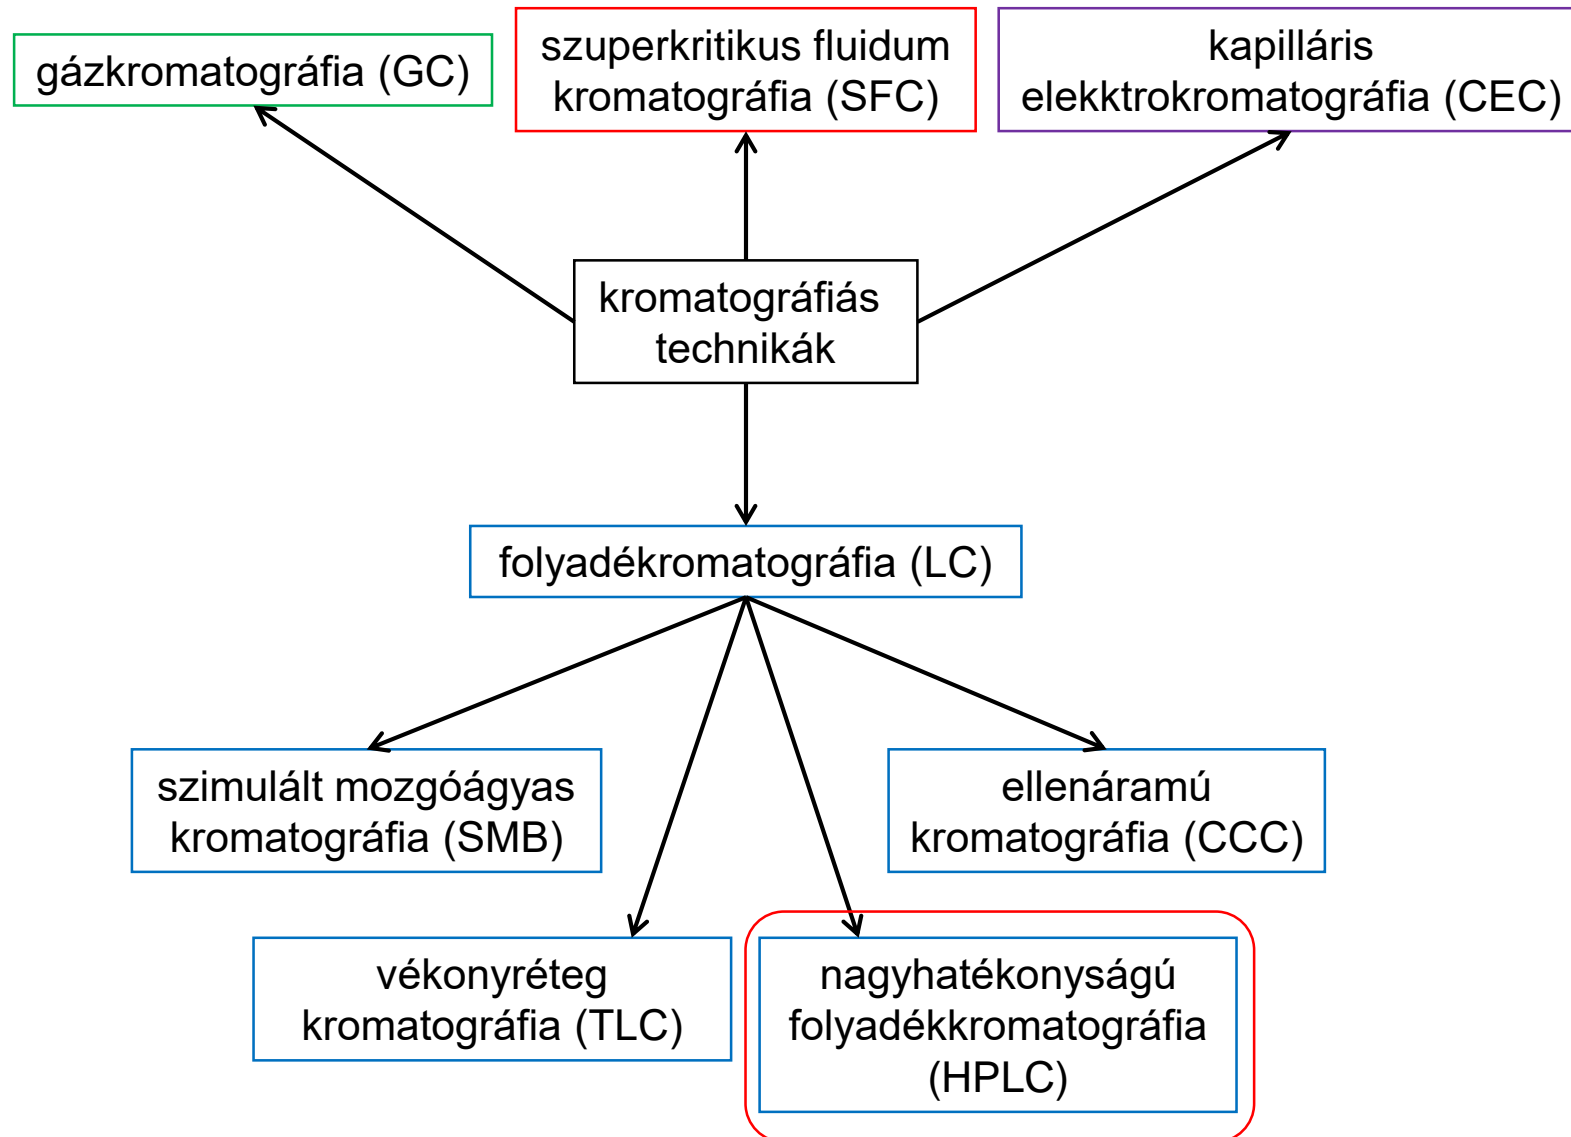 gázkromatográfia (GC)
szuperkritikus fluidum
kromatográfia (SFC)
kapilláris
elekktrokromatográfia (CEC)
kromatográfiás
technikák
folyadékromatográfia (LC)
szimulált mozgóágyas
kromatográfia (SMB)
ellenáramú
kromatográfia (CCC)
vékonyréteg
kromatográfia (TLC)
nagyhatékonyságú
folyadékkromatográfia
(HPLC)